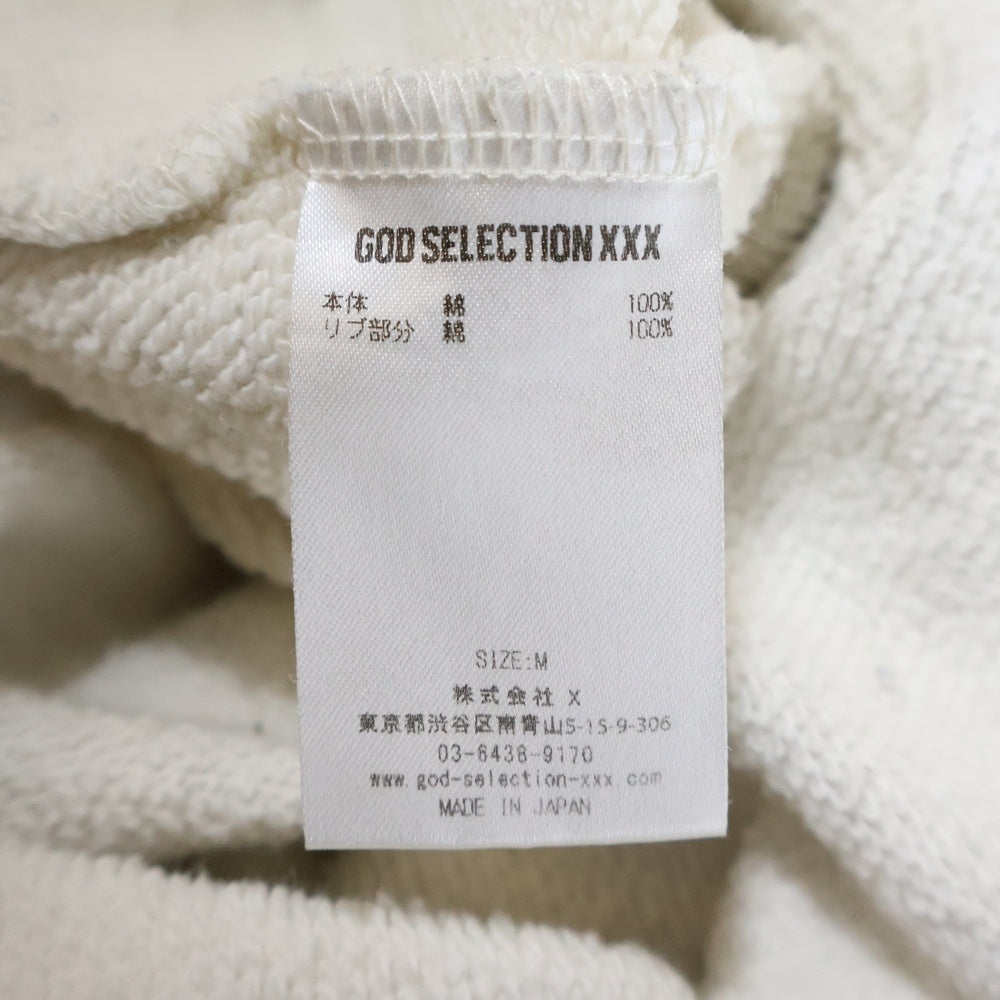 GOD SELECTION XXX
本体 綿 100%
リブ部分 綿 100%
SIZE:M
株式会社 X
東京都渋谷区南青山5-15-9-306
03-6438-9170
www.god-selection-xxx.com
MADE IN JAPAN